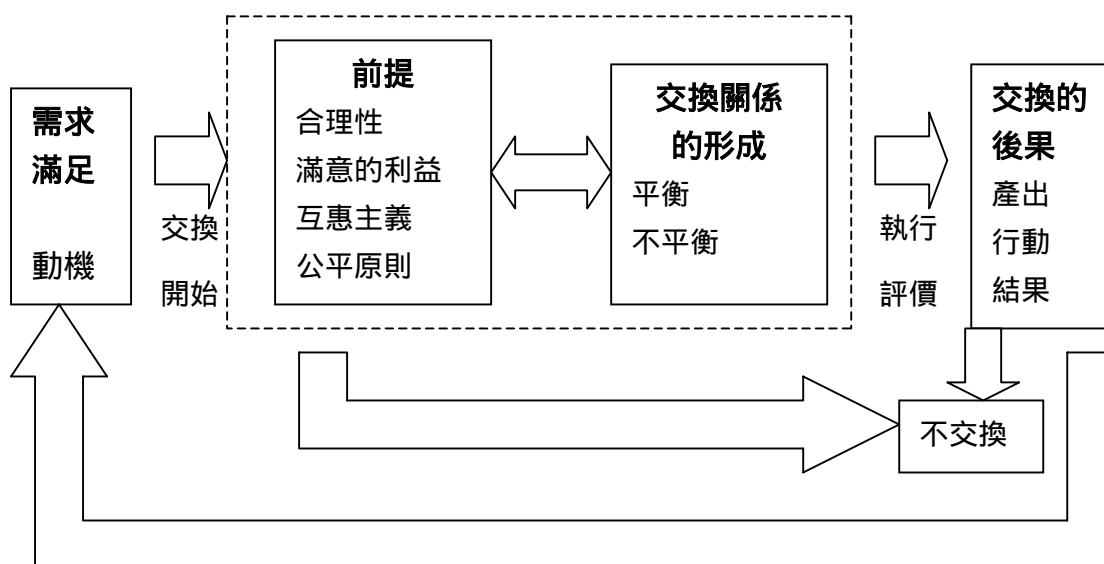 需求
滿足
動機
交換
開始
前提
合理性
滿意的利益
互惠主義
公平原則
交換關係
的形成
平衡
不平衡
執行
評價
交換的
後果
產出
行動
結果
不交換